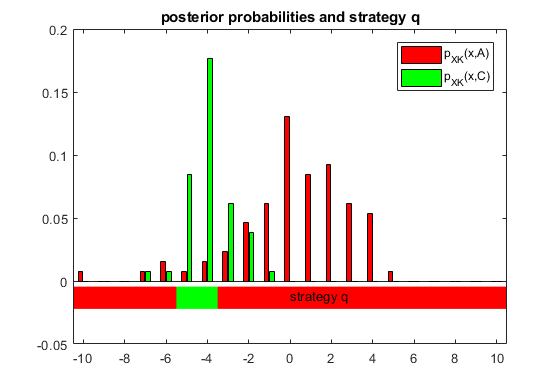 posterior probabilities and strategy q
0.2
0.15
0.1
0.05
0
-0.05
p_XK(x,A)
p_XK(x,C)
strategy q
-10 -8 -6 -4 -2 0 2 4 6 8 10